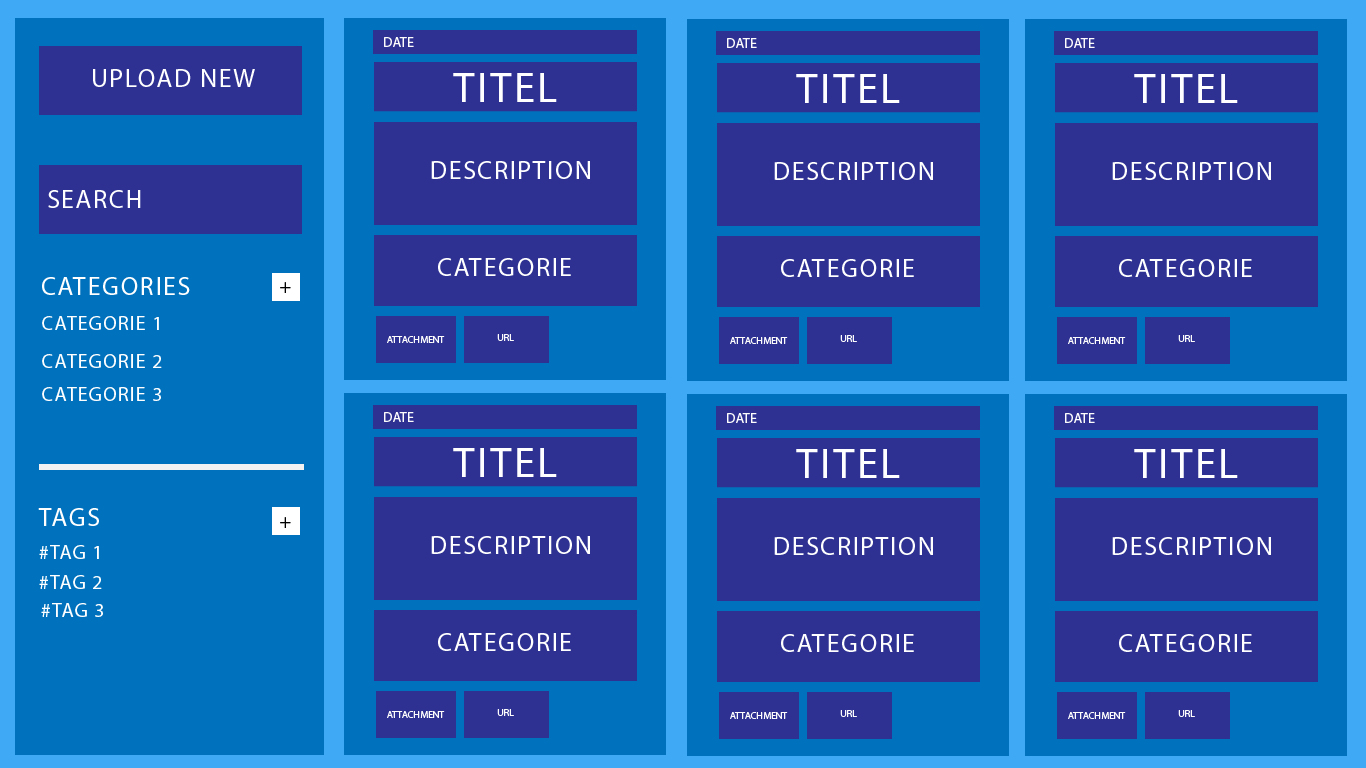 UPLOAD NEW
SEARCH
CATEGORIES +
CATEGORIE 1
CATEGORIE 2
CATEGORIE 3
TAGS +
#TAG 1
#TAG 2
#TAG 3
DATE
TITEL
DESCRIPTION
CATEGORIE
ATTACHMENT URL
DATE
TITEL
DESCRIPTION
CATEGORIE
ATTACHMENT URL
DATE
TITEL
DESCRIPTION
CATEGORIE
ATTACHMENT URL
DATE
TITEL
DESCRIPTION
CATEGORIE
ATTACHMENT URL
DATE
TITEL
DESCRIPTION
CATEGORIE
ATTACHMENT URL
DATE
TITEL
DESCRIPTION
CATEGORIE
ATTACHMENT URL